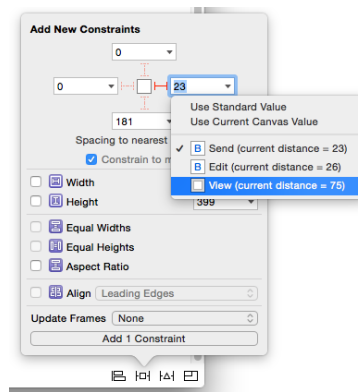 Add New Constraints
0
0
23
Use Standard Value
Use Current Canvas Value
181
Spacing to nearest
✓ B Send (current distance = 23)
Constrain to m
B Edit (current distance = 26)
View (current distance = 75)
Width
Height 399
Equal Widths
Equal Heights
Aspect Ratio
Align Leading Edges
Update Frames None
Add 1 Constraint